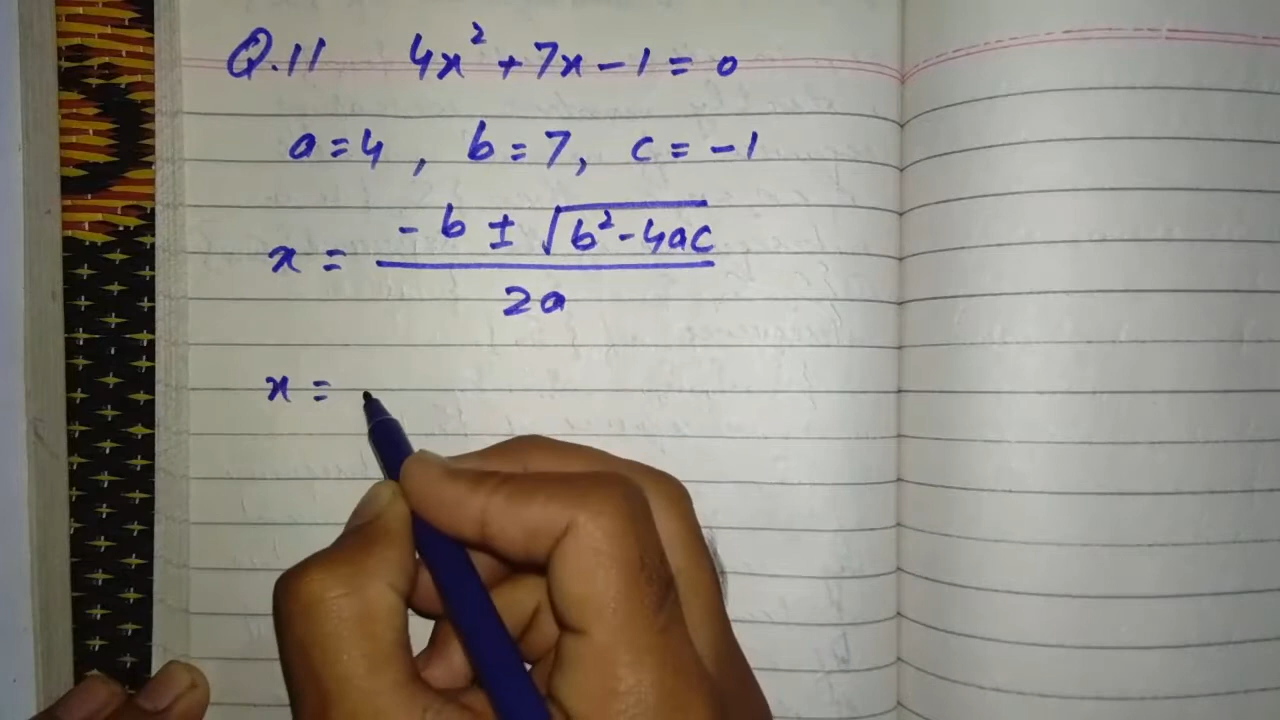 Q.11 4x² + 7x - 1 = 0
a = 4 , b = 7, c = -1
x = -b ± √b²-4ac
2a
x =